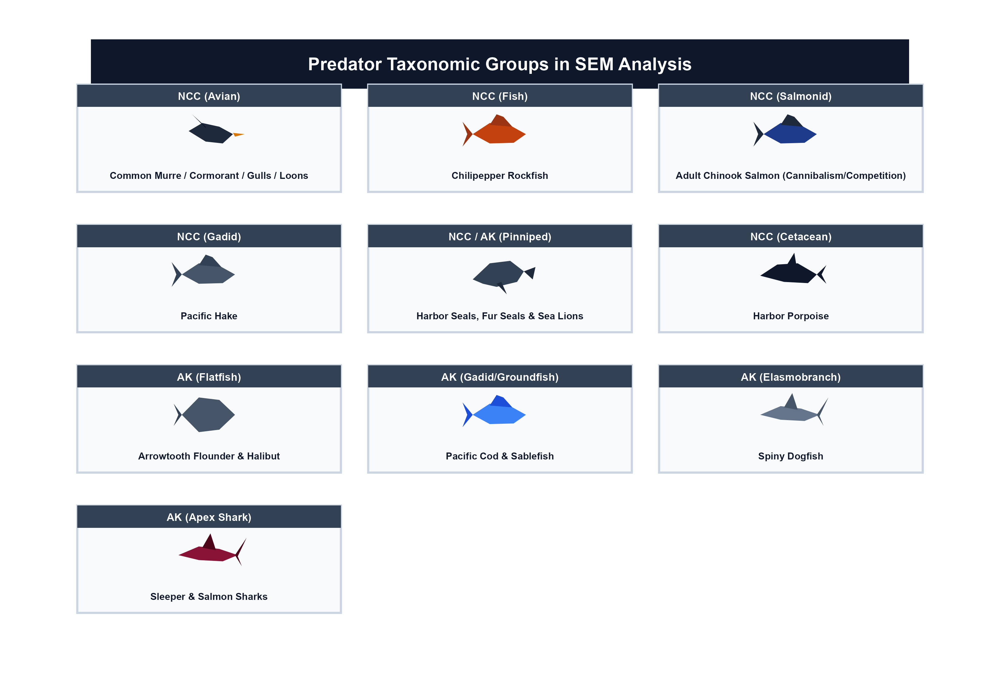 Predator Taxonomic Groups in SEM Analysis
NCC (Avian)
Common Murre / Cormorant / Gulls / Loons
NCC (Fish)
Chilipepper Rockfish
NCC (Salmonid)
Adult Chinook Salmon (Cannibalism/Competition)
NCC (Gadid)
Pacific Hake
NCC / AK (Pinniped)
Harbor Seals, Fur Seals & Sea Lions
NCC (Cetacean)
Harbor Porpoise
AK (Flatfish)
Arrowtooth Flounder & Halibut
AK (Gadid/Groundfish)
Pacific Cod & Sablefish
AK (Elasmobranch)
Spiny Dogfish
AK (Apex Shark)
Sleeper & Salmon Sharks